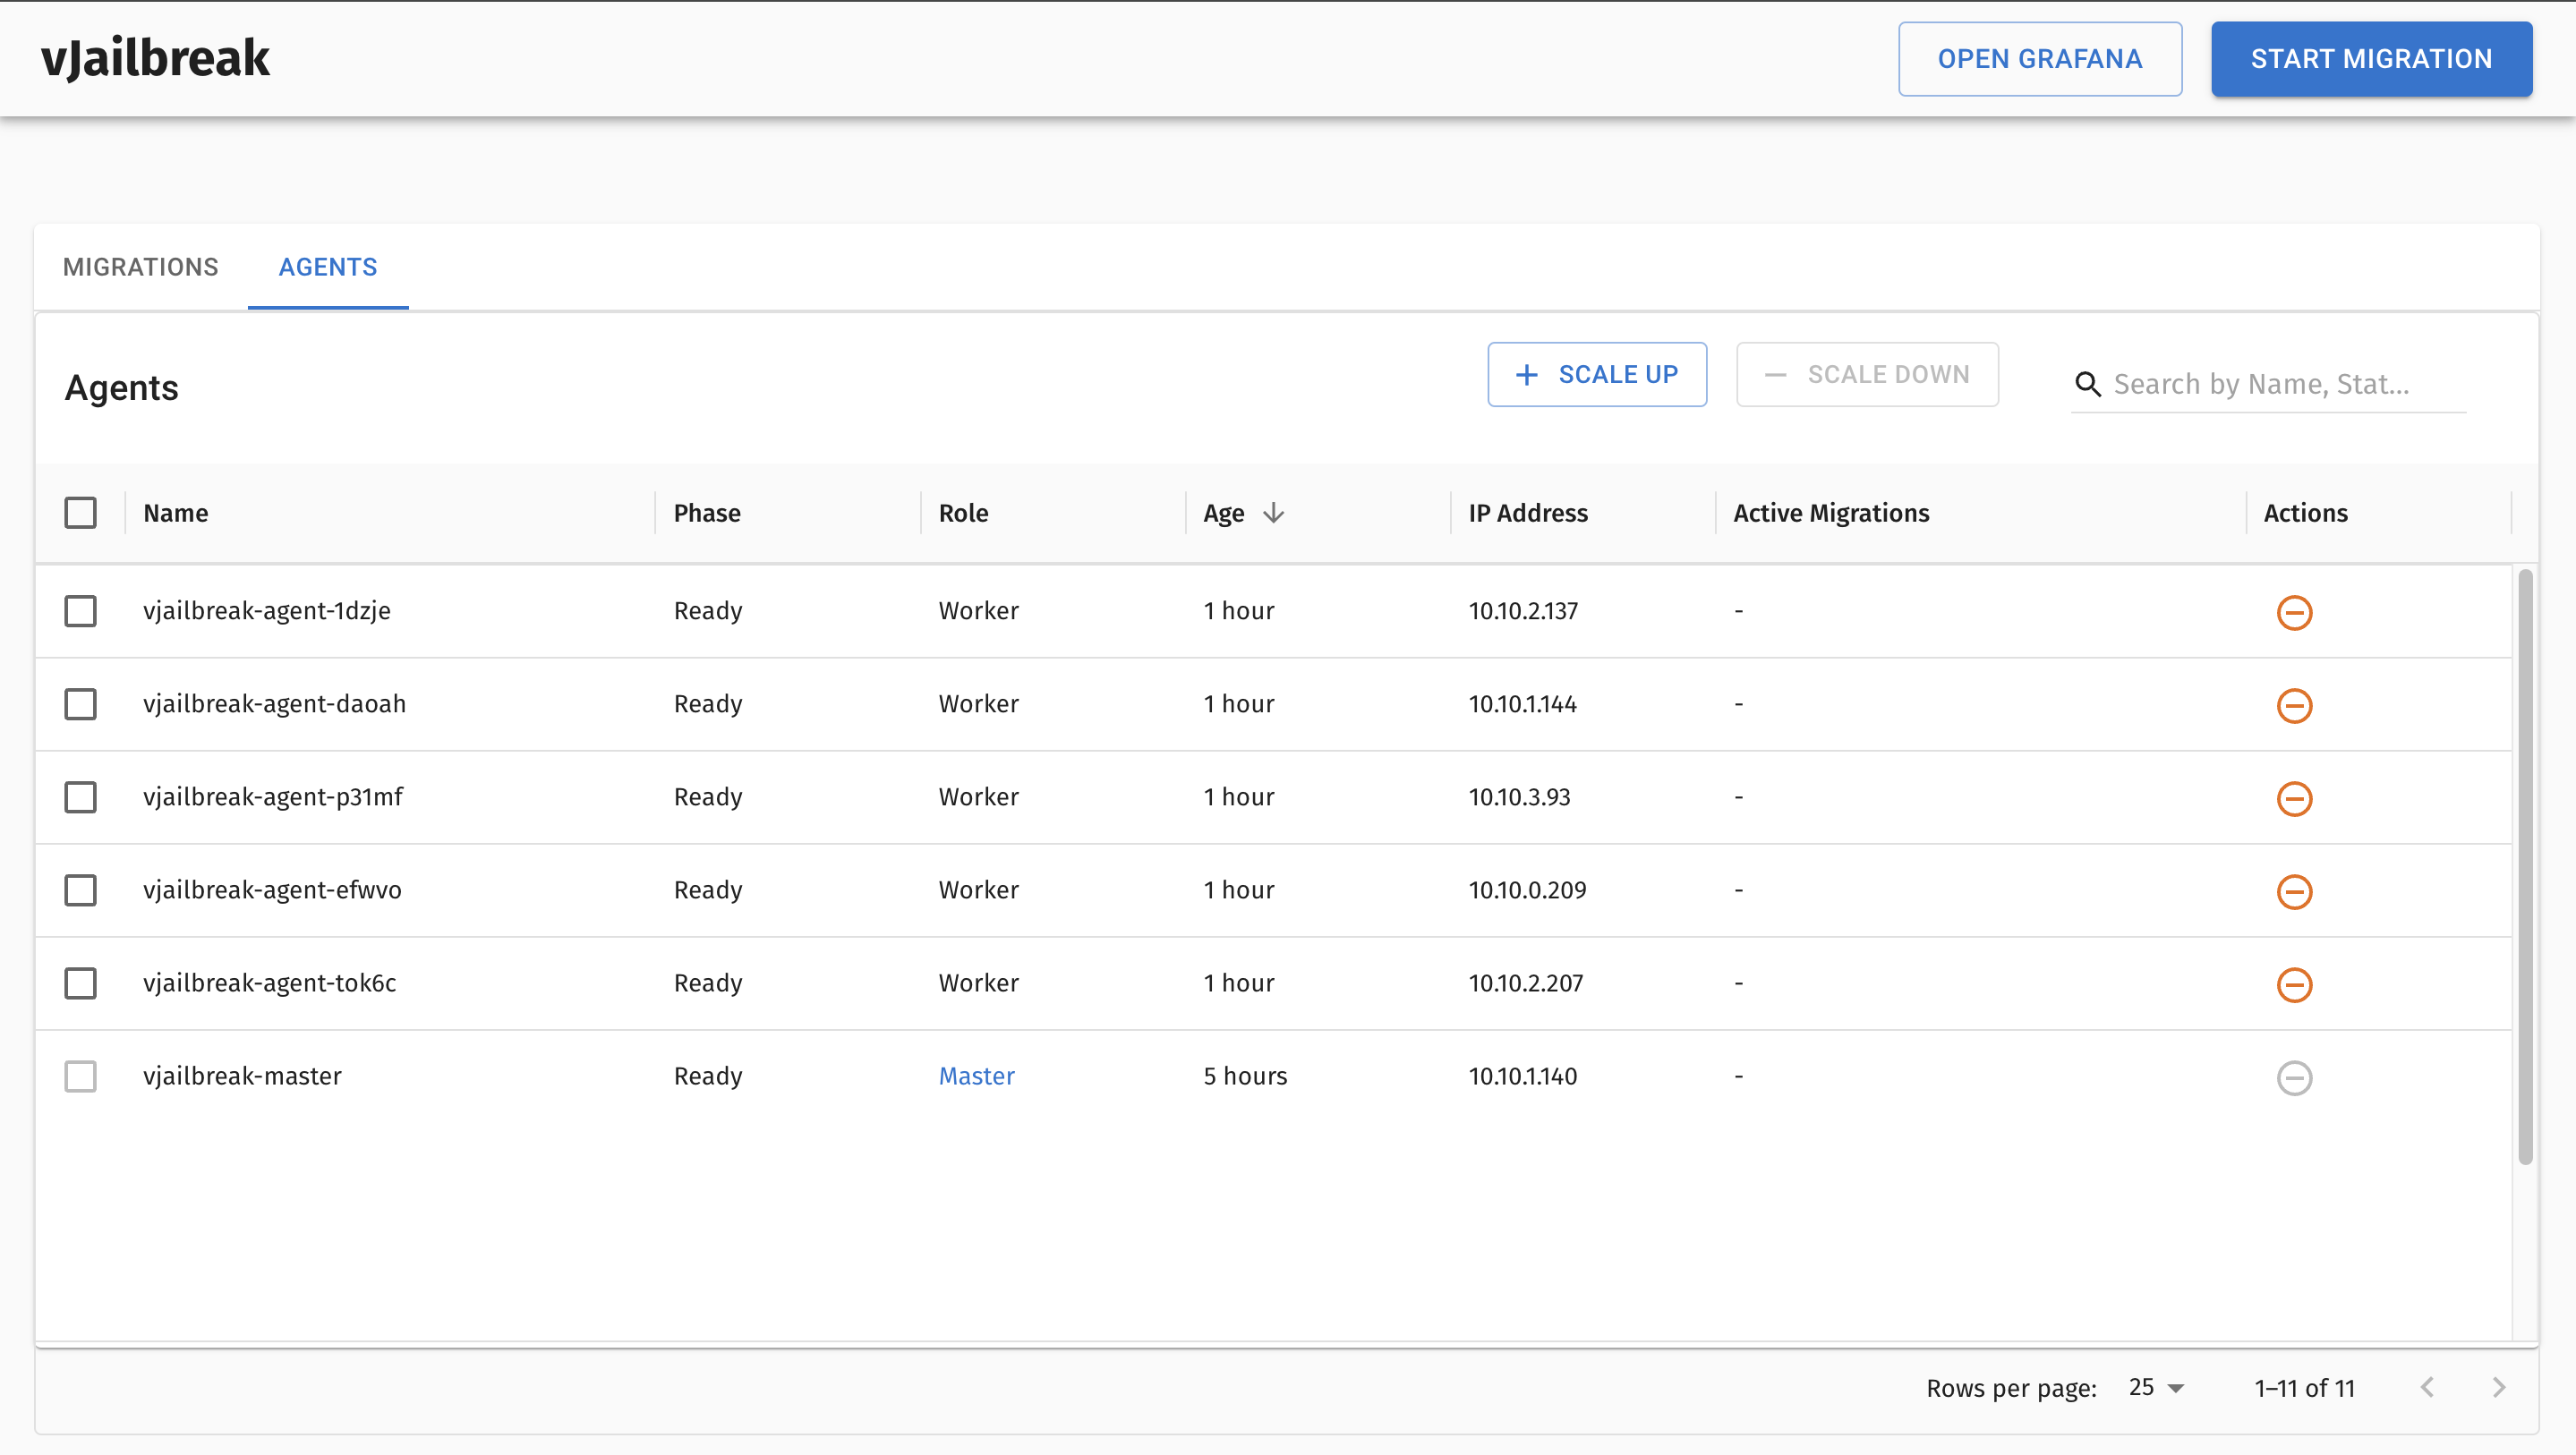 vJailbreak
OPEN GRAFANA
START MIGRATION
MIGRATIONS
AGENTS
Agents
SCALE UP
SCALE DOWN
Search by Name, Stat...
Name Phase Role Age IP Address Active Migrations Actions
vjailbreak-agent-1dzje Ready Worker 1 hour 10.10.2.137 -
vjailbreak-agent-daoah Ready Worker 1 hour 10.10.1.144 -
vjailbreak-agent-p31mf Ready Worker 1 hour 10.10.3.93 -
vjailbreak-agent-efwvo Ready Worker 1 hour 10.10.0.209 -
vjailbreak-agent-tok6c Ready Worker 1 hour 10.10.2.207 -
vjailbreak-master Ready Master 5 hours 10.10.1.140 -
Rows per page: 25 1–11 of 11